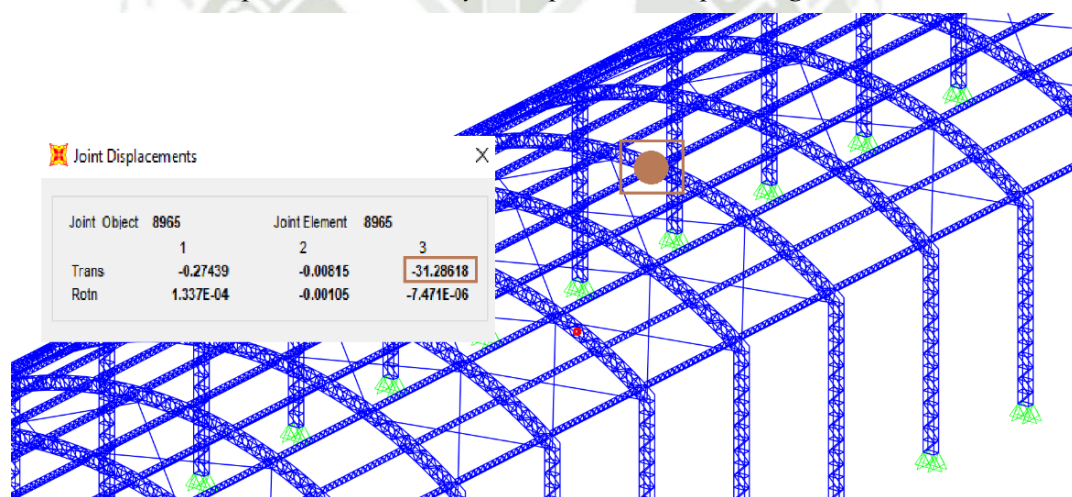 Joint Displacements
Joint Object 8965 Joint Element 8965
1 2 3
Trans -0.27439 -0.00815 -31.28618
Rotn 1.337E-04 -0.00105 -7.471E-06